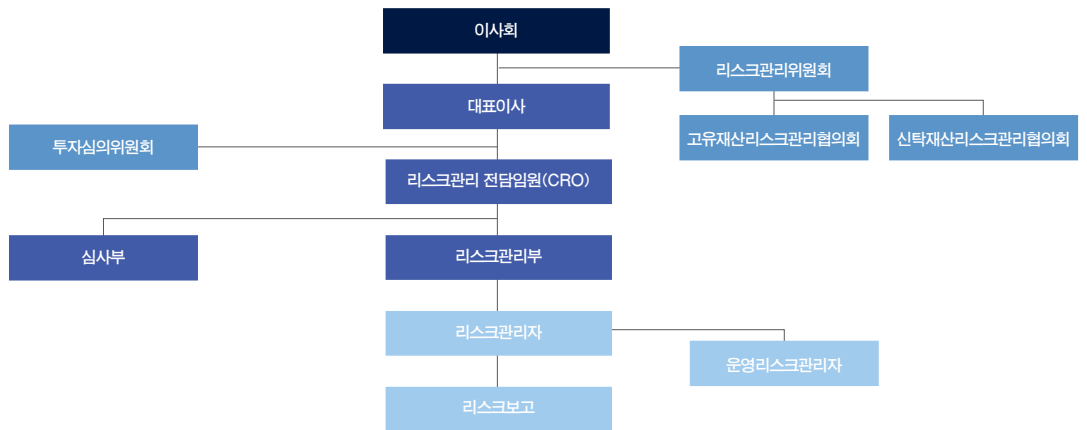 이사회
리스크관리위원회
대표이사
고유재산리스크관리협의회
신탁재산리스크관리협의회
투자심의위원회
리스크관리 전담임원(CRO)
심사부
리스크관리부
리스크관리자
운영리스크관리자
리스크보고